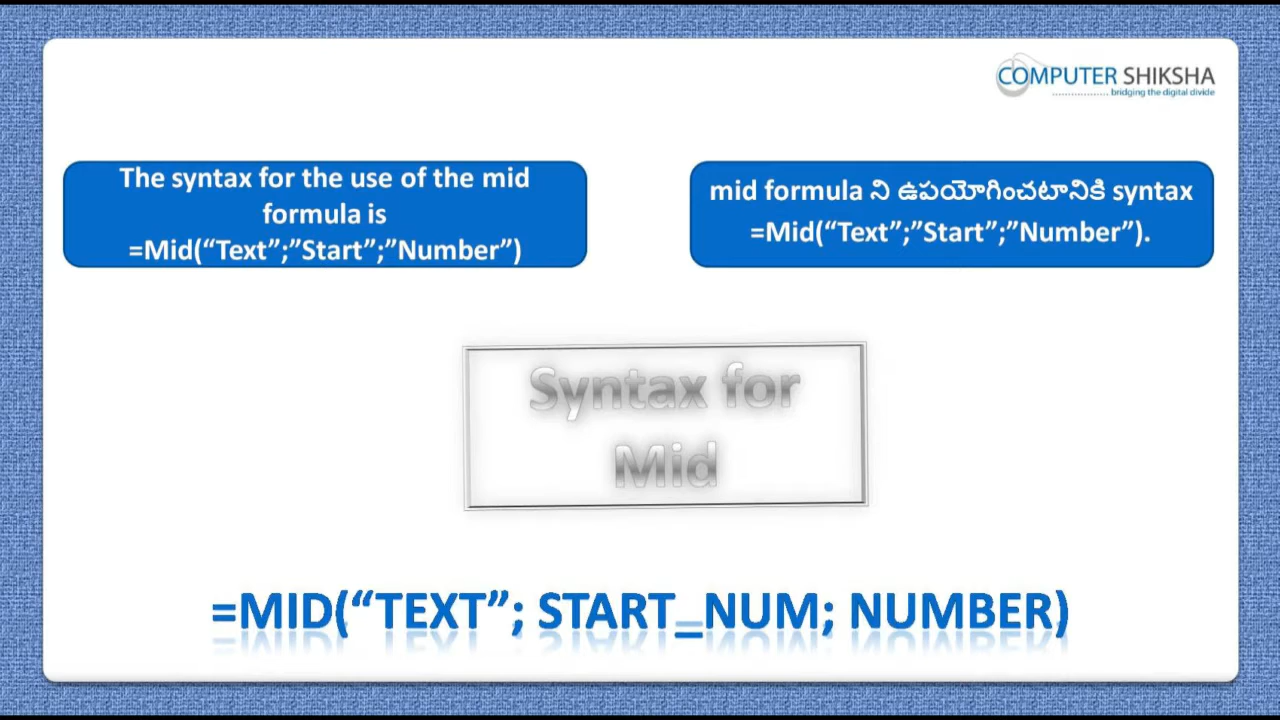 COMPUTER SHIKSHA
bridging the digital divide
The syntax for the use of the mid
formula is
=Mid(“Text”;”Start”;”Number”)
mid formula ని ఉపయోగించటానికి syntax
=Mid(“Text”;”Start”;”Number”).
Syntax for
Mid
=MID(“TEXT”; START_NUM; NUMBER)